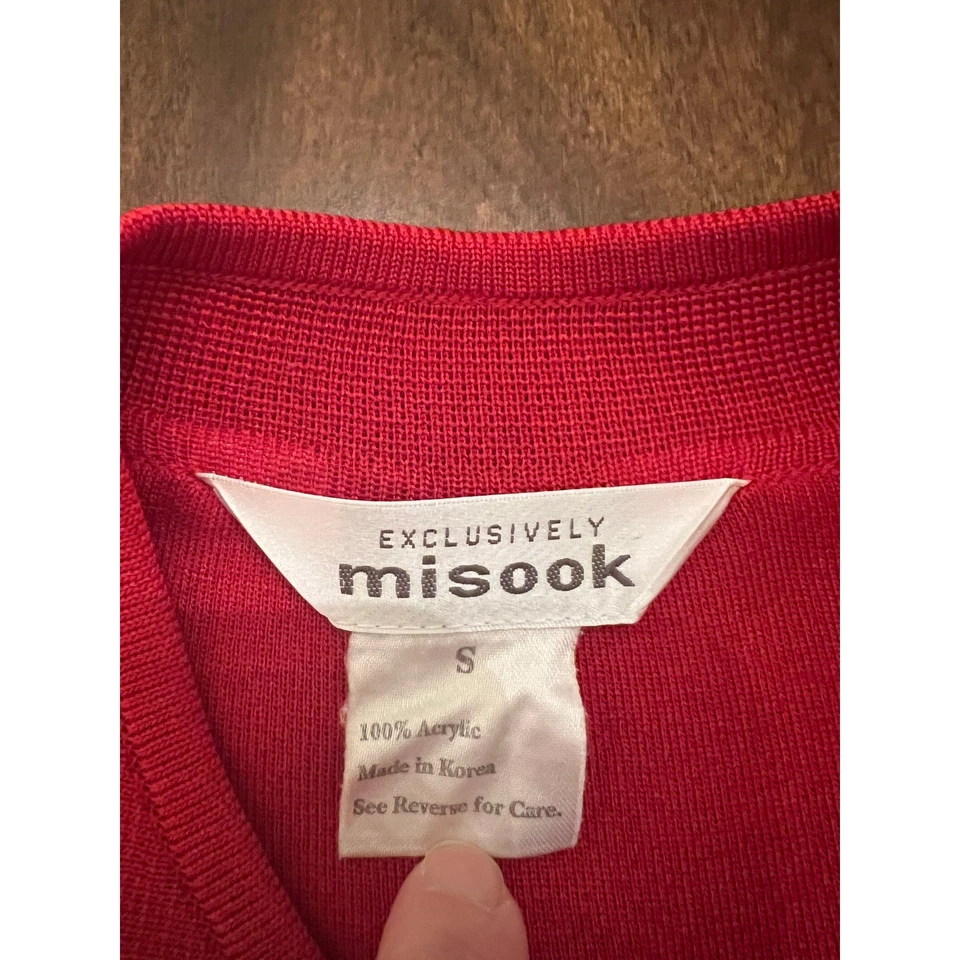 EXCLUSIVELY
misook
S
100% Acrylic
Made in Korea
See Reverse for Care.